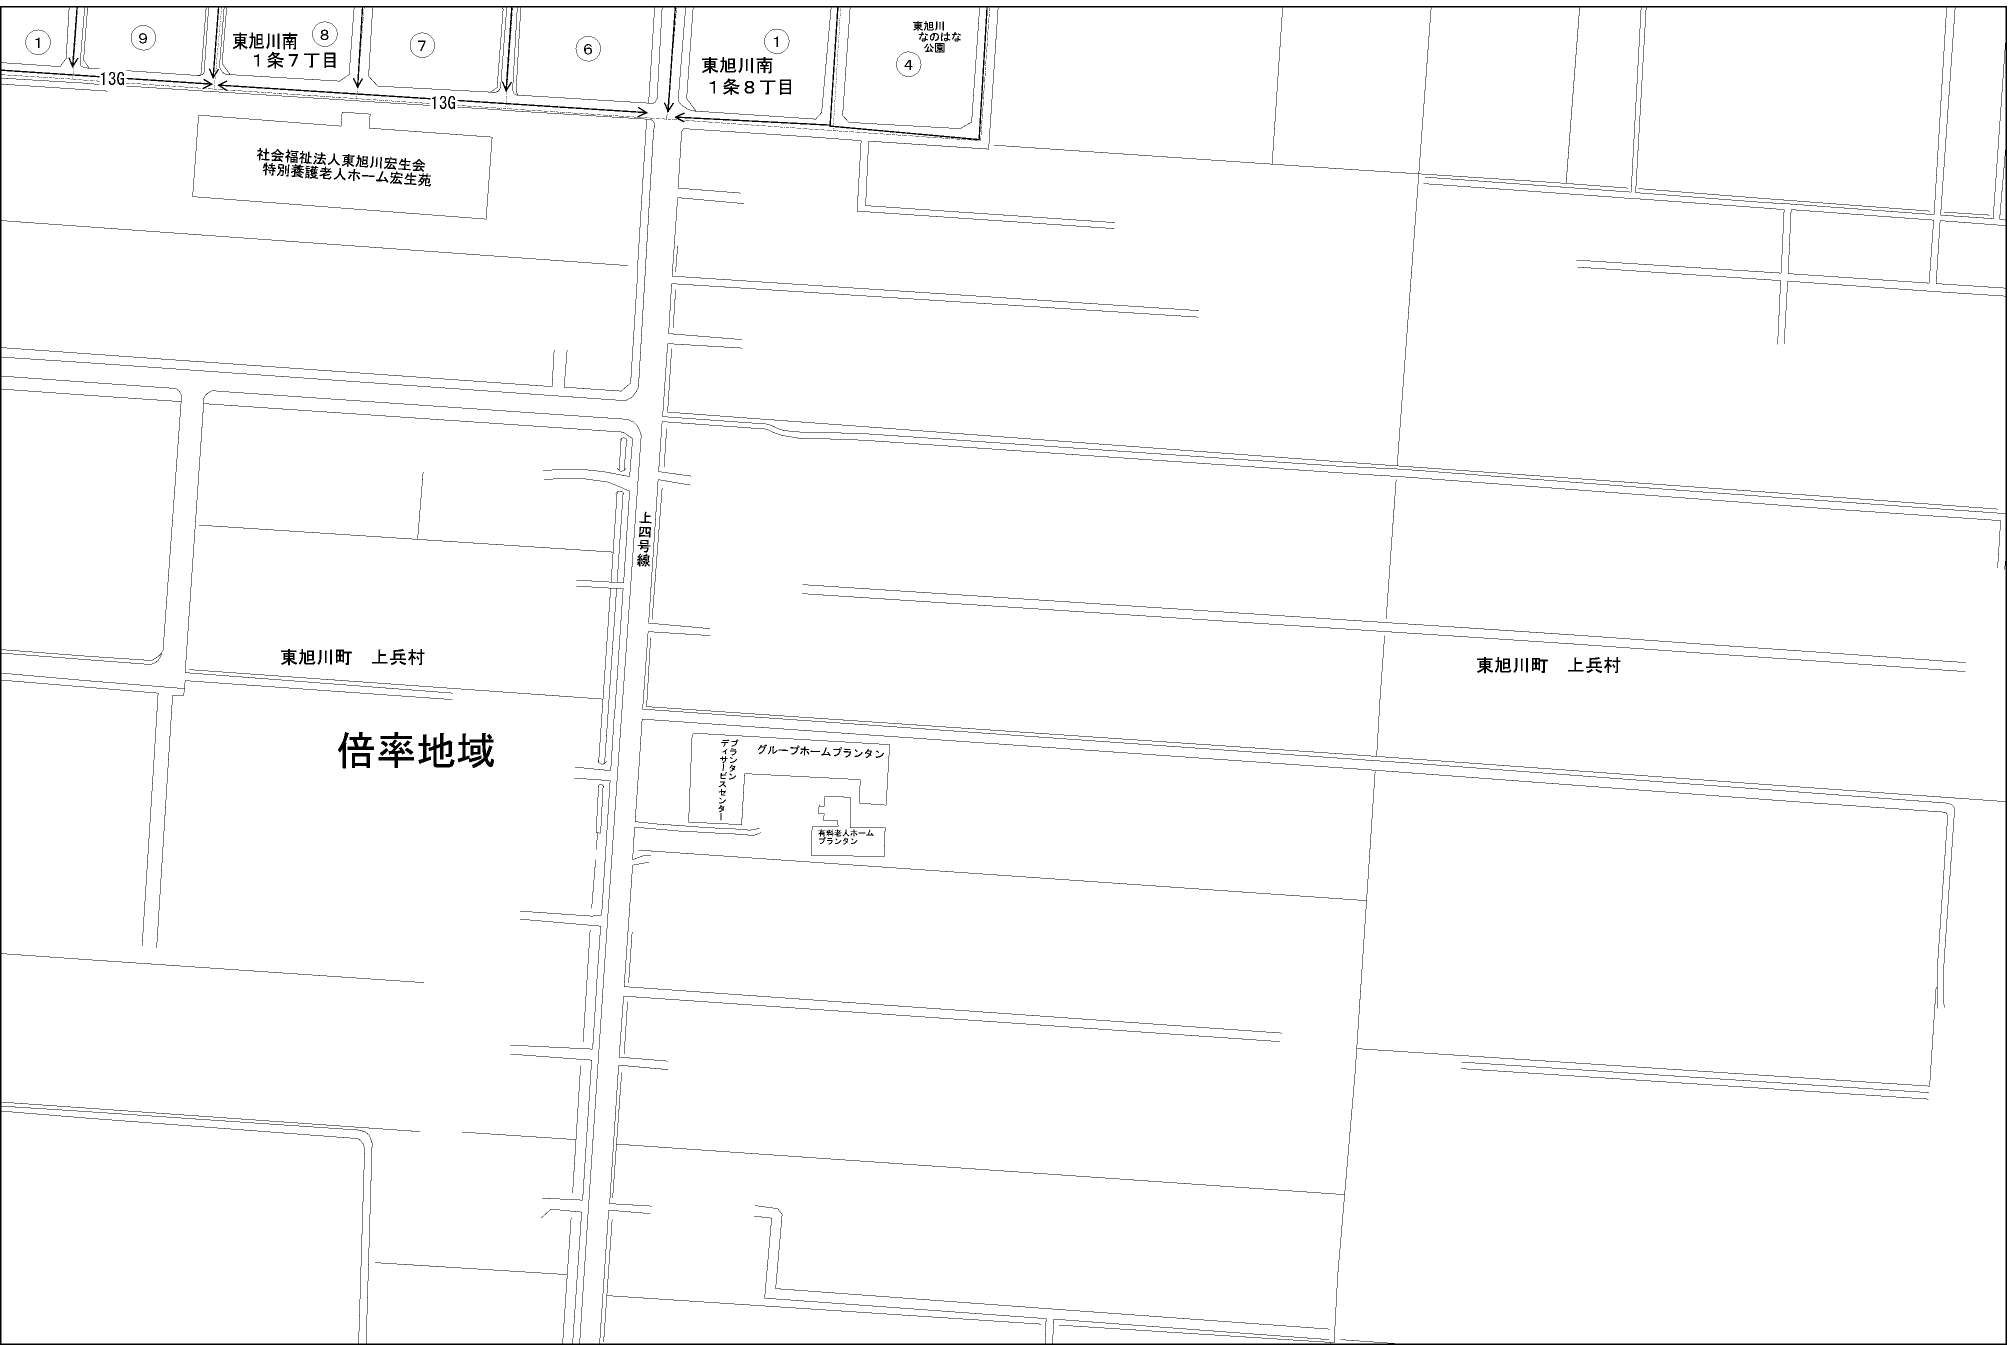 1
9
東旭川南
1条7丁目
8
7
6
1
東旭川南
1条8丁目
東旭川
なのはな
公園
4
13G
13G
社会福祉法人東旭川宏生会
特別養護老人ホーム宏生苑
上四号線
東旭川町　上兵村
東旭川町　上兵村
倍率地域
プランタン
ディサービスセンター
グループホームプランタン
有料老人ホーム
プランタン